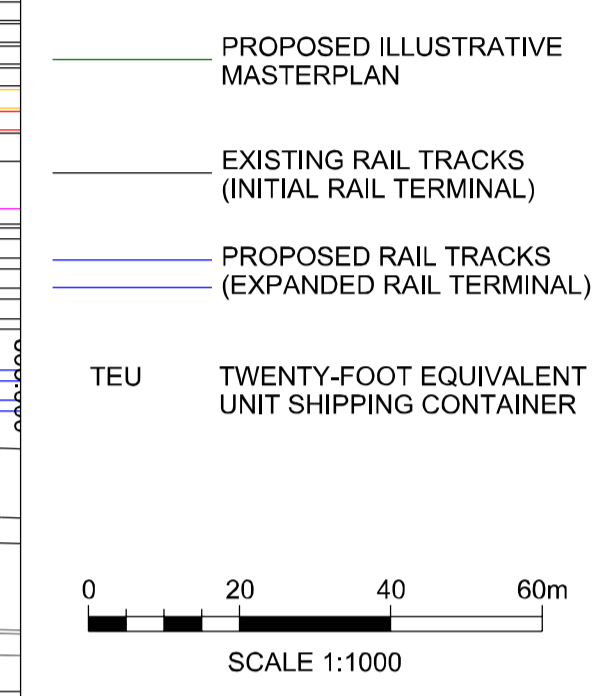 PROPOSED ILLUSTRATIVE
MASTERPLAN
EXISTING RAIL TRACKS
(INITIAL RAIL TERMINAL)
PROPOSED RAIL TRACKS
(EXPANDED RAIL TERMINAL)
TEU TWENTY-FOOT EQUIVALENT
UNIT SHIPPING CONTAINER
0 20 40 60m
SCALE 1:1000